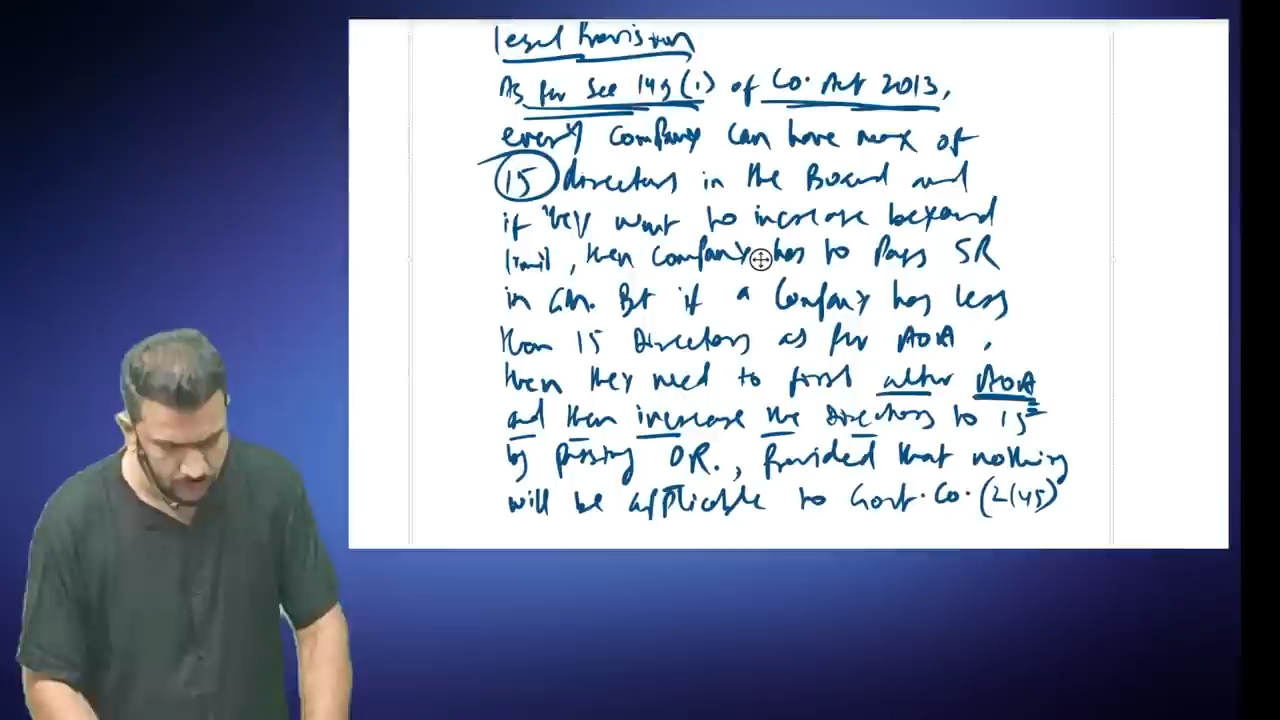 Legal Provision
As per Sec 149(1) of Co. Act 2013,
every company can have max of
15 directors in the Board and
if they want to increase beyond
limit, then company has to pass SR
in GM. But if a Company has less
than 15 Directors as per AOA,
then they need to first alter AOA
and then increase the Directors to 15
by passing OR., provided that nothing
will be applicable to Govt. Co. (2(45)